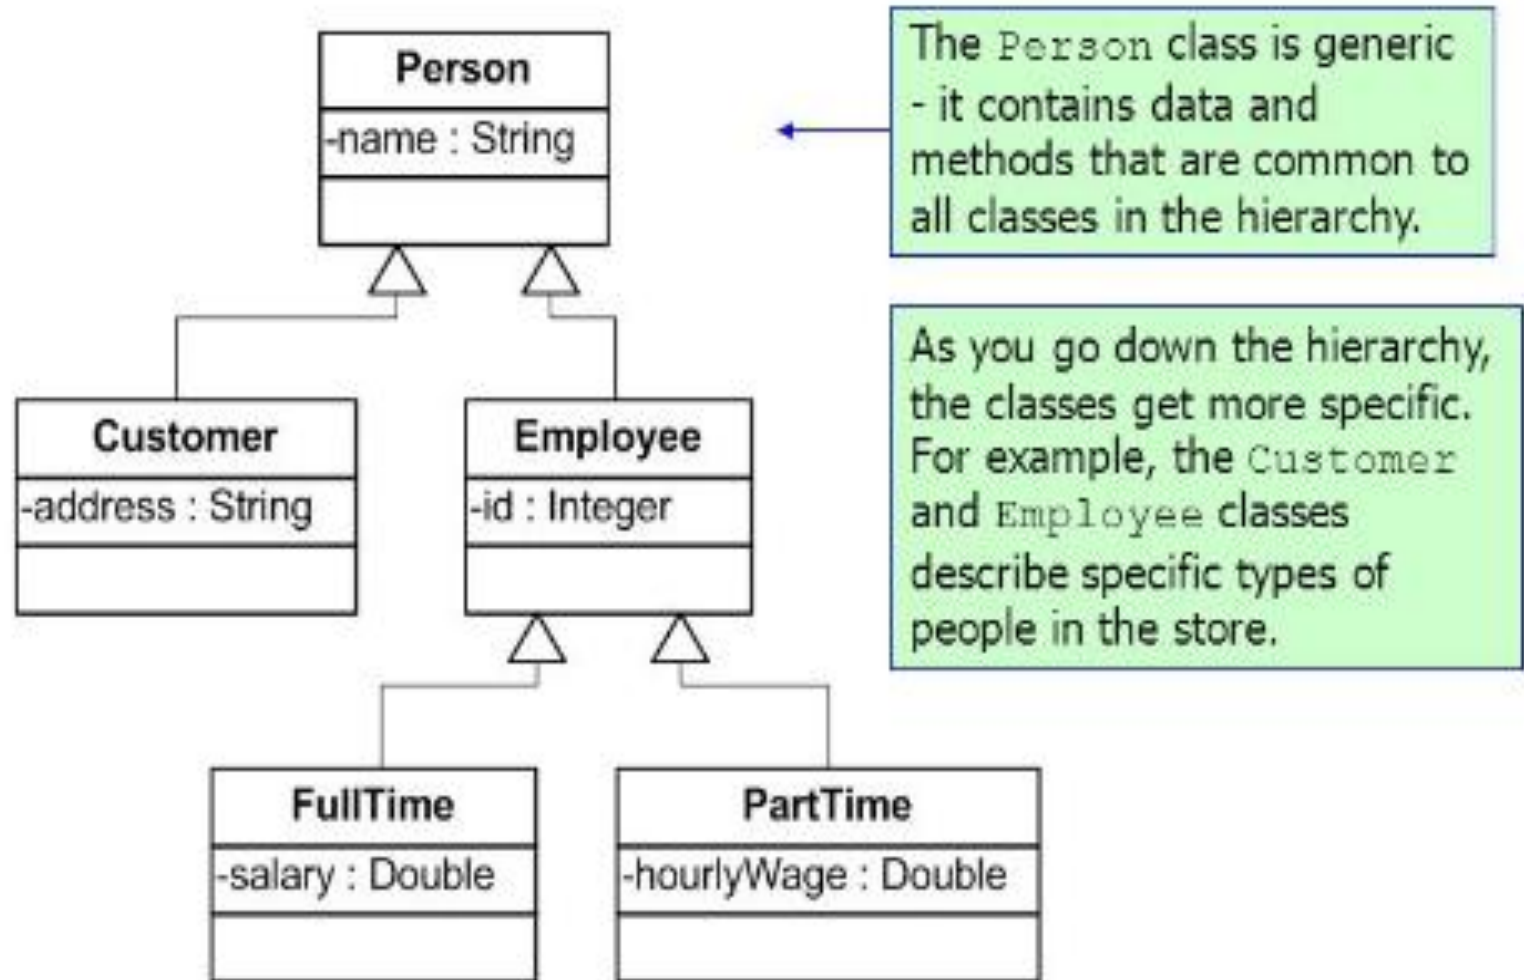 Person
-name : String
The Person class is generic
- it contains data and
methods that are common to
all classes in the hierarchy.
As you go down the hierarchy,
the classes get more specific.
For example, the Customer
and Employee classes
describe specific types of
people in the store.
Customer
-address : String
Employee
-id : Integer
FullTime
-salary : Double
PartTime
-hourlyWage : Double